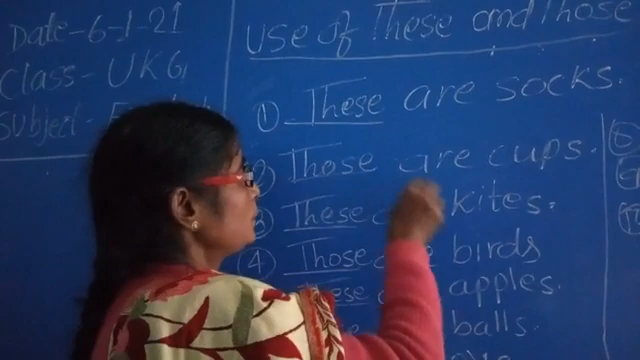 Date-6-1-21
Class- UKG
Subject-
Use of These and Those
① These are socks.
Those are cups.
These kites.
④ Those birds
apples.
balls.